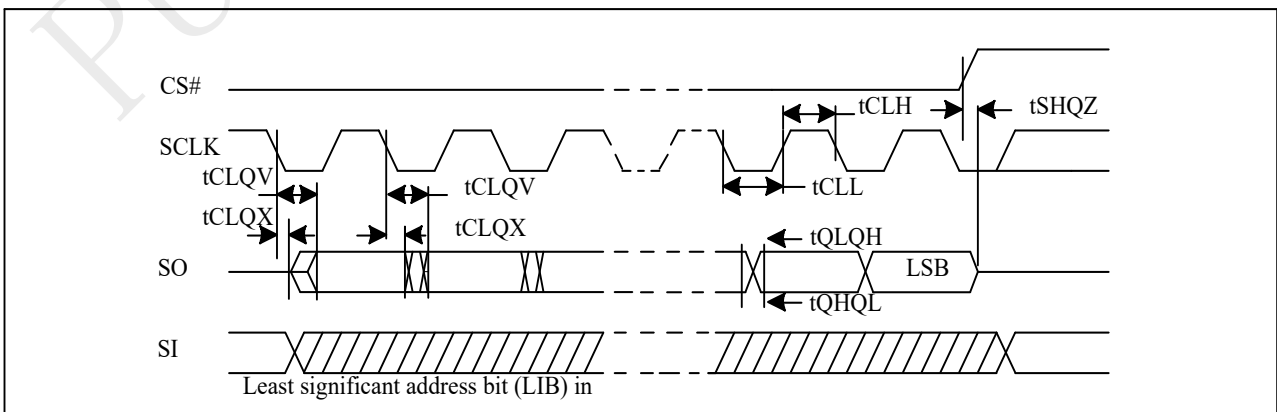 CS#
tCLH
tSHQZ
SCLK
tCLQV
tCLQV
tCLL
tCLQX
tCLQX
tQLQH
SO
LSB
tQHQL
SI
Least significant address bit (LIB) in